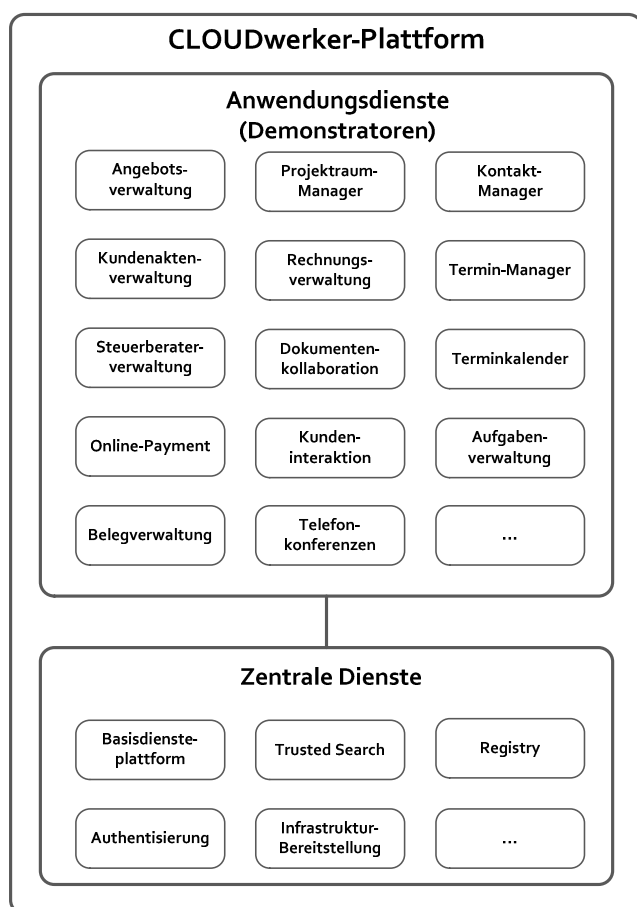 CLOUDwerker-Plattform
Anwendungsdienste
(Demonstratoren)
Angebots-
verwaltung
Projektraum-
Manager
Kontakt-
Manager
Kundenakten-
verwaltung
Rechnungs-
verwaltung
Termin-Manager
Steuerberater-
verwaltung
Dokumenten-
kollaboration
Terminkalender
Online-Payment
Kunden-
interaktion
Aufgaben-
verwaltung
Belegverwaltung
Telefon-
konferenzen
...
Zentrale Dienste
Basisdienste-
plattform
Trusted Search
Registry
Authentisierung
Infrastruktur-
Bereitstellung
...